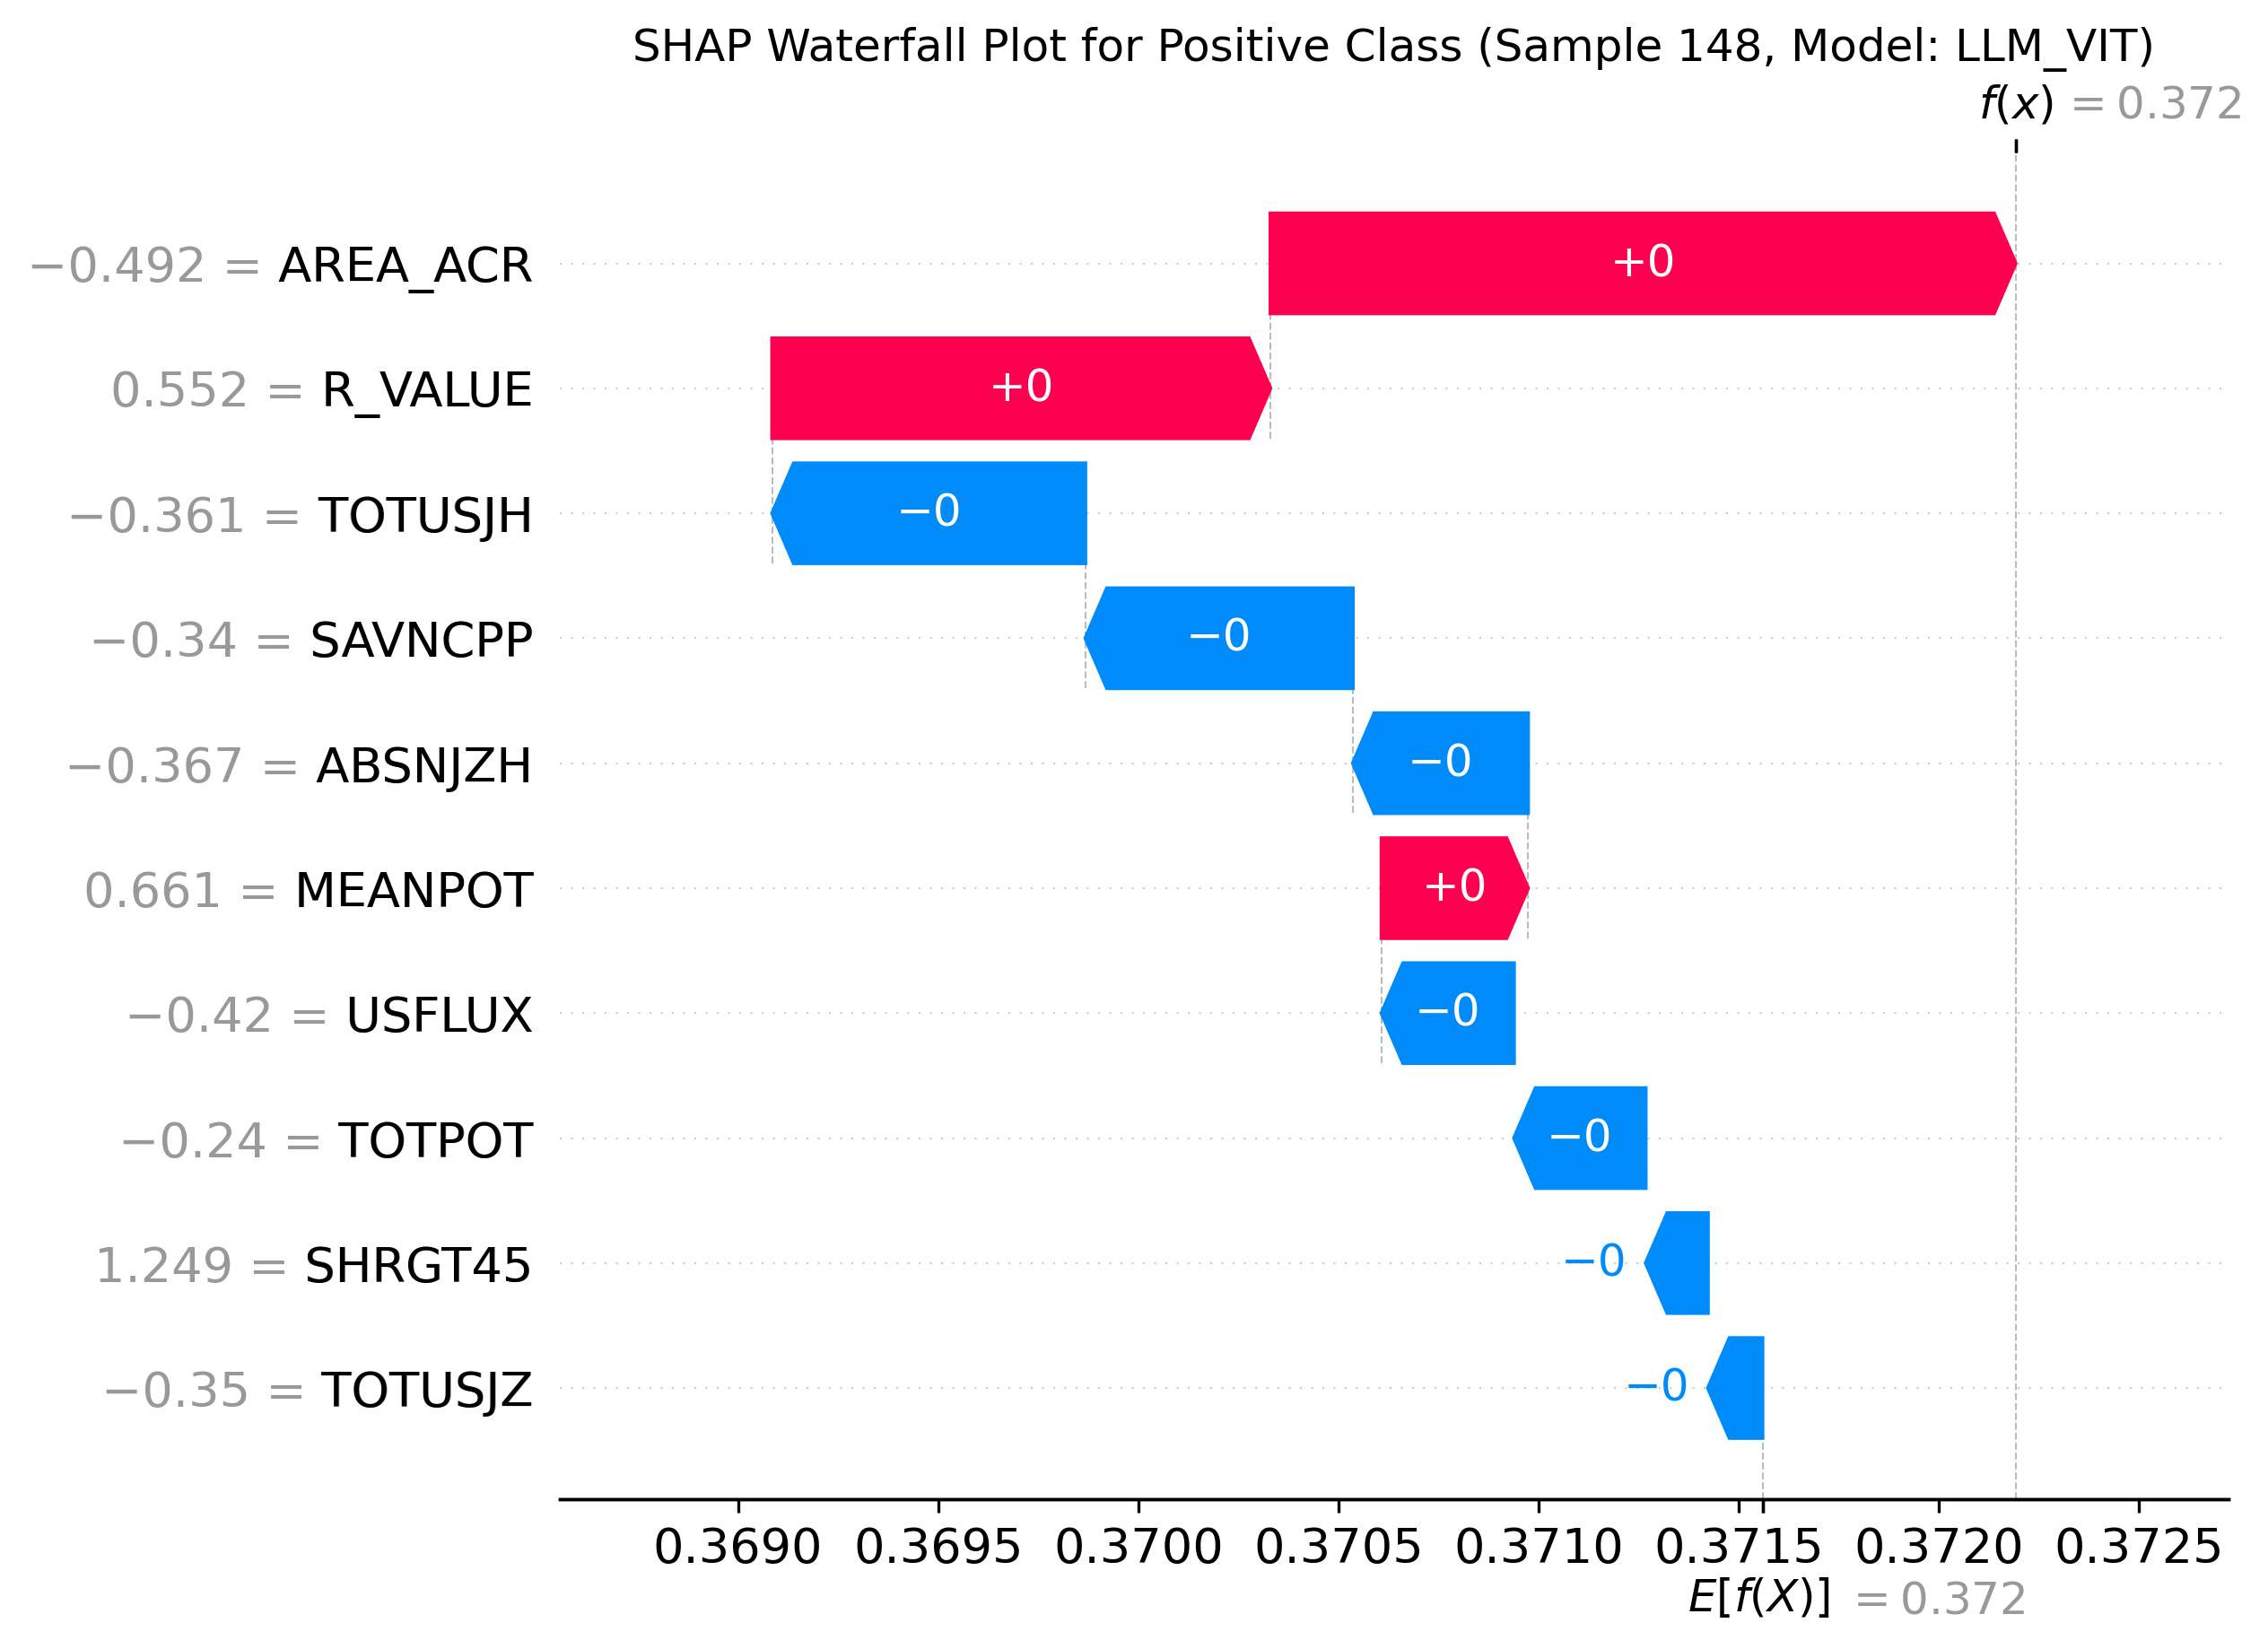 SHAP Waterfall Plot for Positive Class (Sample 148, Model: LLM_VIT)
f(x) = 0.372
−0.492 = AREA_ACR +0
0.552 = R_VALUE +0
−0.361 = TOTUSJH −0
−0.34 = SAVNCPP −0
−0.367 = ABSNJZH −0
0.661 = MEANPOT +0
−0.42 = USFLUX −0
−0.24 = TOTPOT −0
1.249 = SHRGT45 −0
−0.35 = TOTUSJZ −0
0.3690 0.3695 0.3700 0.3705 0.3710 0.3715 0.3720 0.3725
E[f(X)] = 0.372